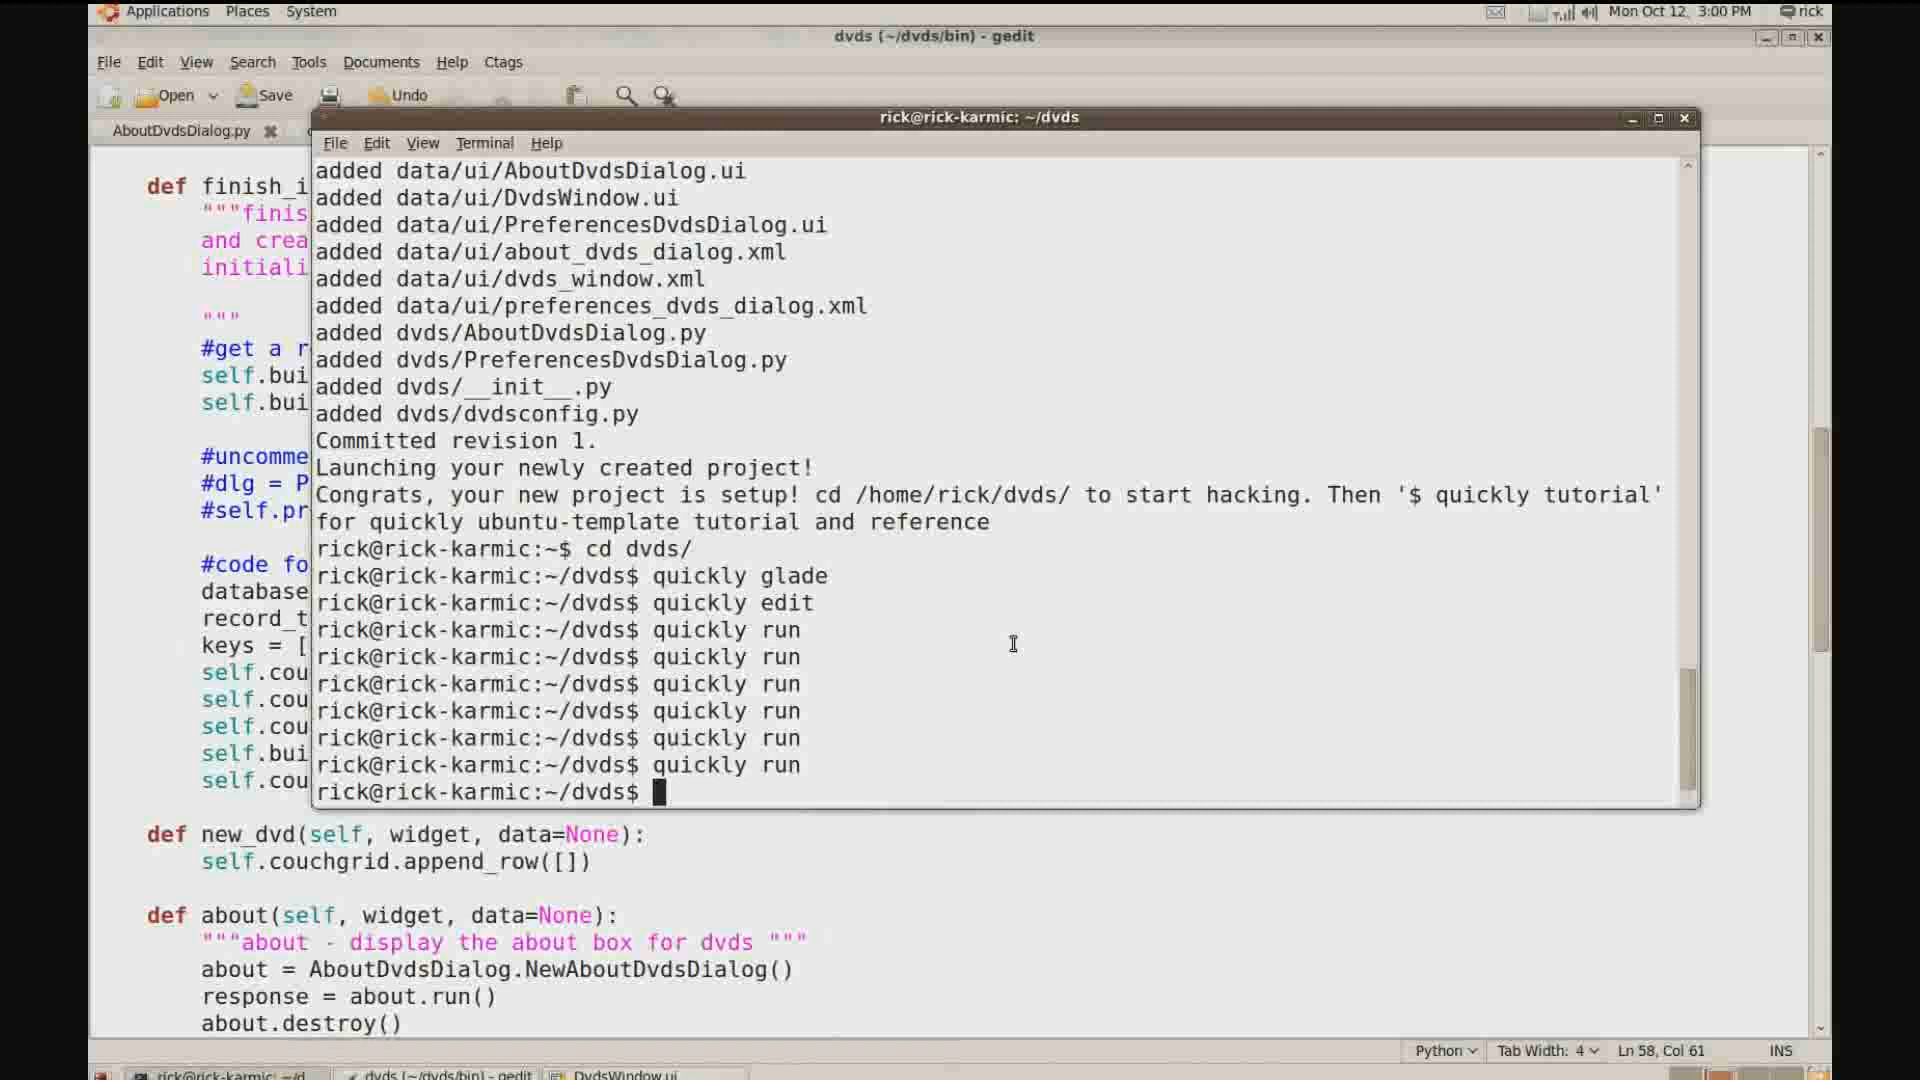 Applications Places System
Mon Oct 12, 3:00 PM rick
dvds (~/dvds/bin) - gedit
File Edit View Search Tools Documents Help Ctags
Open Save Undo
AboutDvdsDialog.py
rick@rick-karmic: ~/dvds
File Edit View Terminal Help
added data/ui/AboutDvdsDialog.ui
added data/ui/DvdsWindow.ui
added data/ui/PreferencesDvdsDialog.ui
added data/ui/about_dvds_dialog.xml
added data/ui/dvds_window.xml
added data/ui/preferences_dvds_dialog.xml
added dvds/AboutDvdsDialog.py
added dvds/PreferencesDvdsDialog.py
added dvds/__init__.py
added dvds/dvdsconfig.py
Committed revision 1.
Launching your newly created project!
Congrats, your new project is setup! cd /home/rick/dvds/ to start hacking. Then '$ quickly tutorial'
for quickly ubuntu-template tutorial and reference
rick@rick-karmic:~$ cd dvds/
rick@rick-karmic:~/dvds$ quickly glade
rick@rick-karmic:~/dvds$ quickly edit
rick@rick-karmic:~/dvds$ quickly run
rick@rick-karmic:~/dvds$ quickly run
rick@rick-karmic:~/dvds$ quickly run
rick@rick-karmic:~/dvds$ quickly run
rick@rick-karmic:~/dvds$ quickly run
rick@rick-karmic:~/dvds$ quickly run
rick@rick-karmic:~/dvds$
def finish_i
"""finis
and crea
initiali
"""
#get a r
self.bui
self.bui
#uncomme
#dlg = P
#self.pr
#code fo
database
record_t
keys = [
self.cou
self.cou
self.cou
self.bui
self.cou
def new_dvd(self, widget, data=None):
self.couchgrid.append_row([])
def about(self, widget, data=None):
"""about - display the about box for dvds """
about = AboutDvdsDialog.NewAboutDvdsDialog()
response = about.run()
about.destroy()
Python Tab Width: 4 Ln 58, Col 61 INS
rick@rick-karmic: ~/d dvds (~/dvds/bin) - gedit DvdsWindow.ui